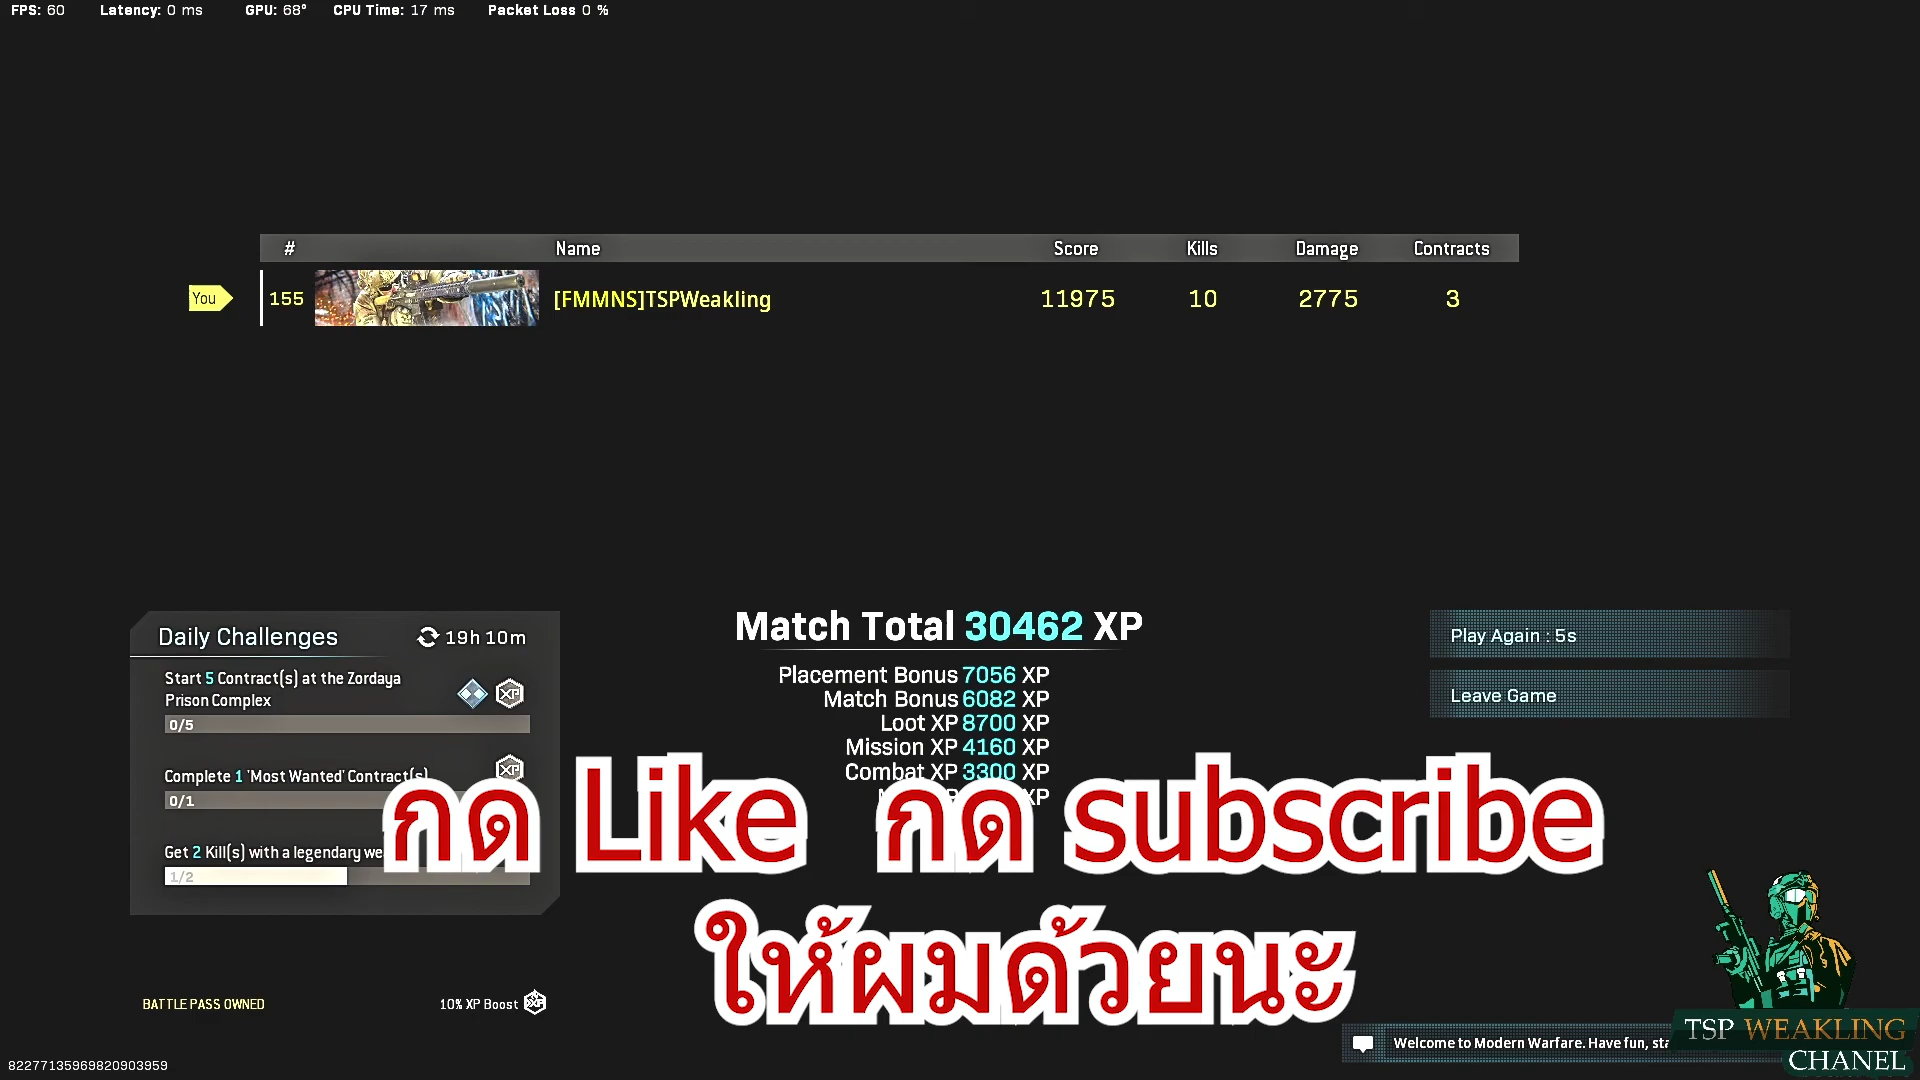 FPS: 60 Latency: 0 ms GPU: 68° CPU Time: 17 ms Packet Loss 0 %
# Name Score Kills Damage Contracts
You 155 [FMMNS]TSPWeakling 11975 10 2775 3
Daily Challenges 19h 10m
Start 5 Contract(s) at the Zordaya
Prison Complex
XP
0/5
Complete 1 'Most Wanted' Contract(s)
XP
0/1
Get 2 Kill(s) with a legendary
1/2
Match Total 30462 XP
Placement Bonus 7056 XP
Match Bonus 6082 XP
Loot XP 8700 XP
Mission XP 4160 XP
Combat XP 3300 XP
XP
Play Again : 5s
Leave Game
กด Like กด subscribe
ให้ผมด้วยนะ
BATTLE PASS OWNED
10% XP Boost
Welcome to Modern Warfare. Have fun,
TSP WEAKLING
CHANEL
82277135969820903959